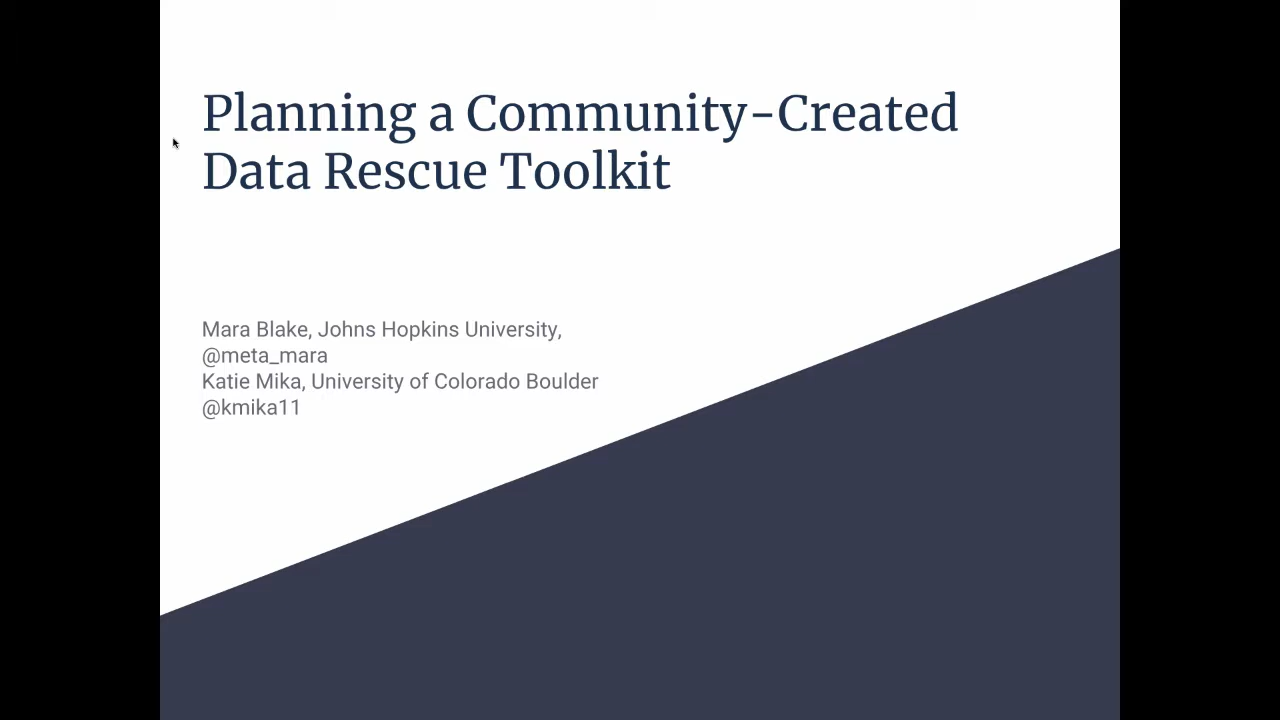 Planning a Community-Created
Data Rescue Toolkit
Mara Blake, Johns Hopkins University,
@meta_mara
Katie Mika, University of Colorado Boulder
@kmika11